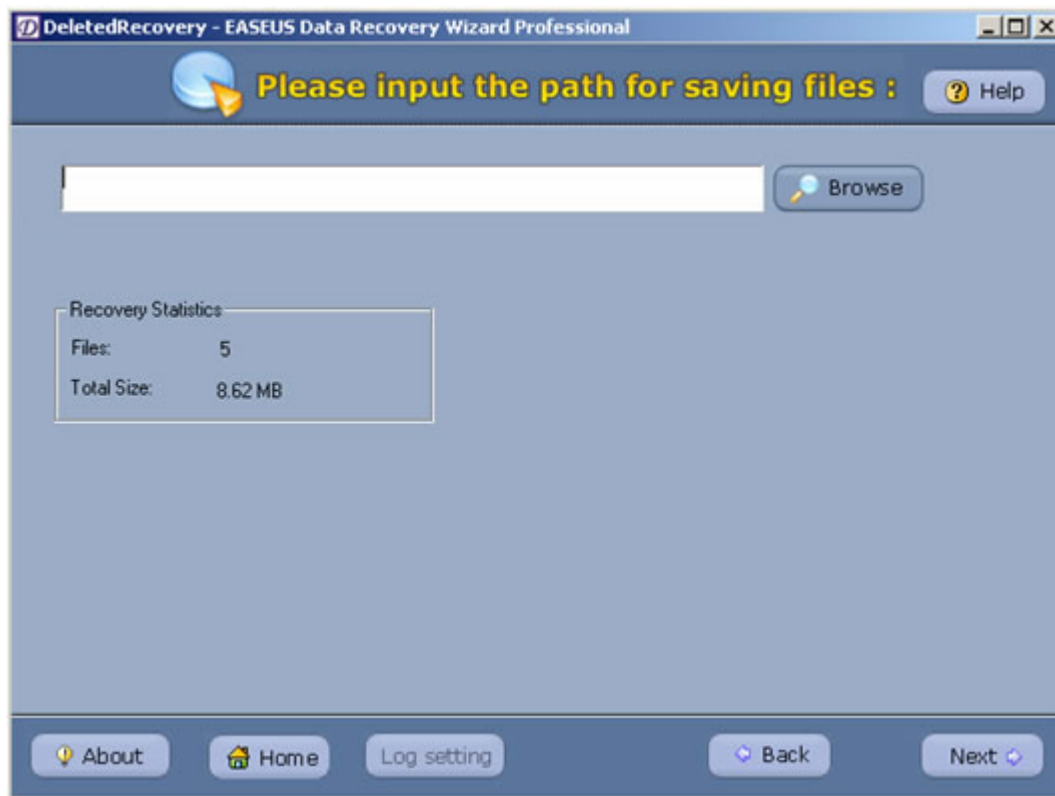 DeletedRecovery - EASEUS Data Recovery Wizard Professional
Please input the path for saving files :
Help
Browse
Recovery Statistics
Files: 5
Total Size: 8.62 MB
About
Home
Log setting
Back
Next